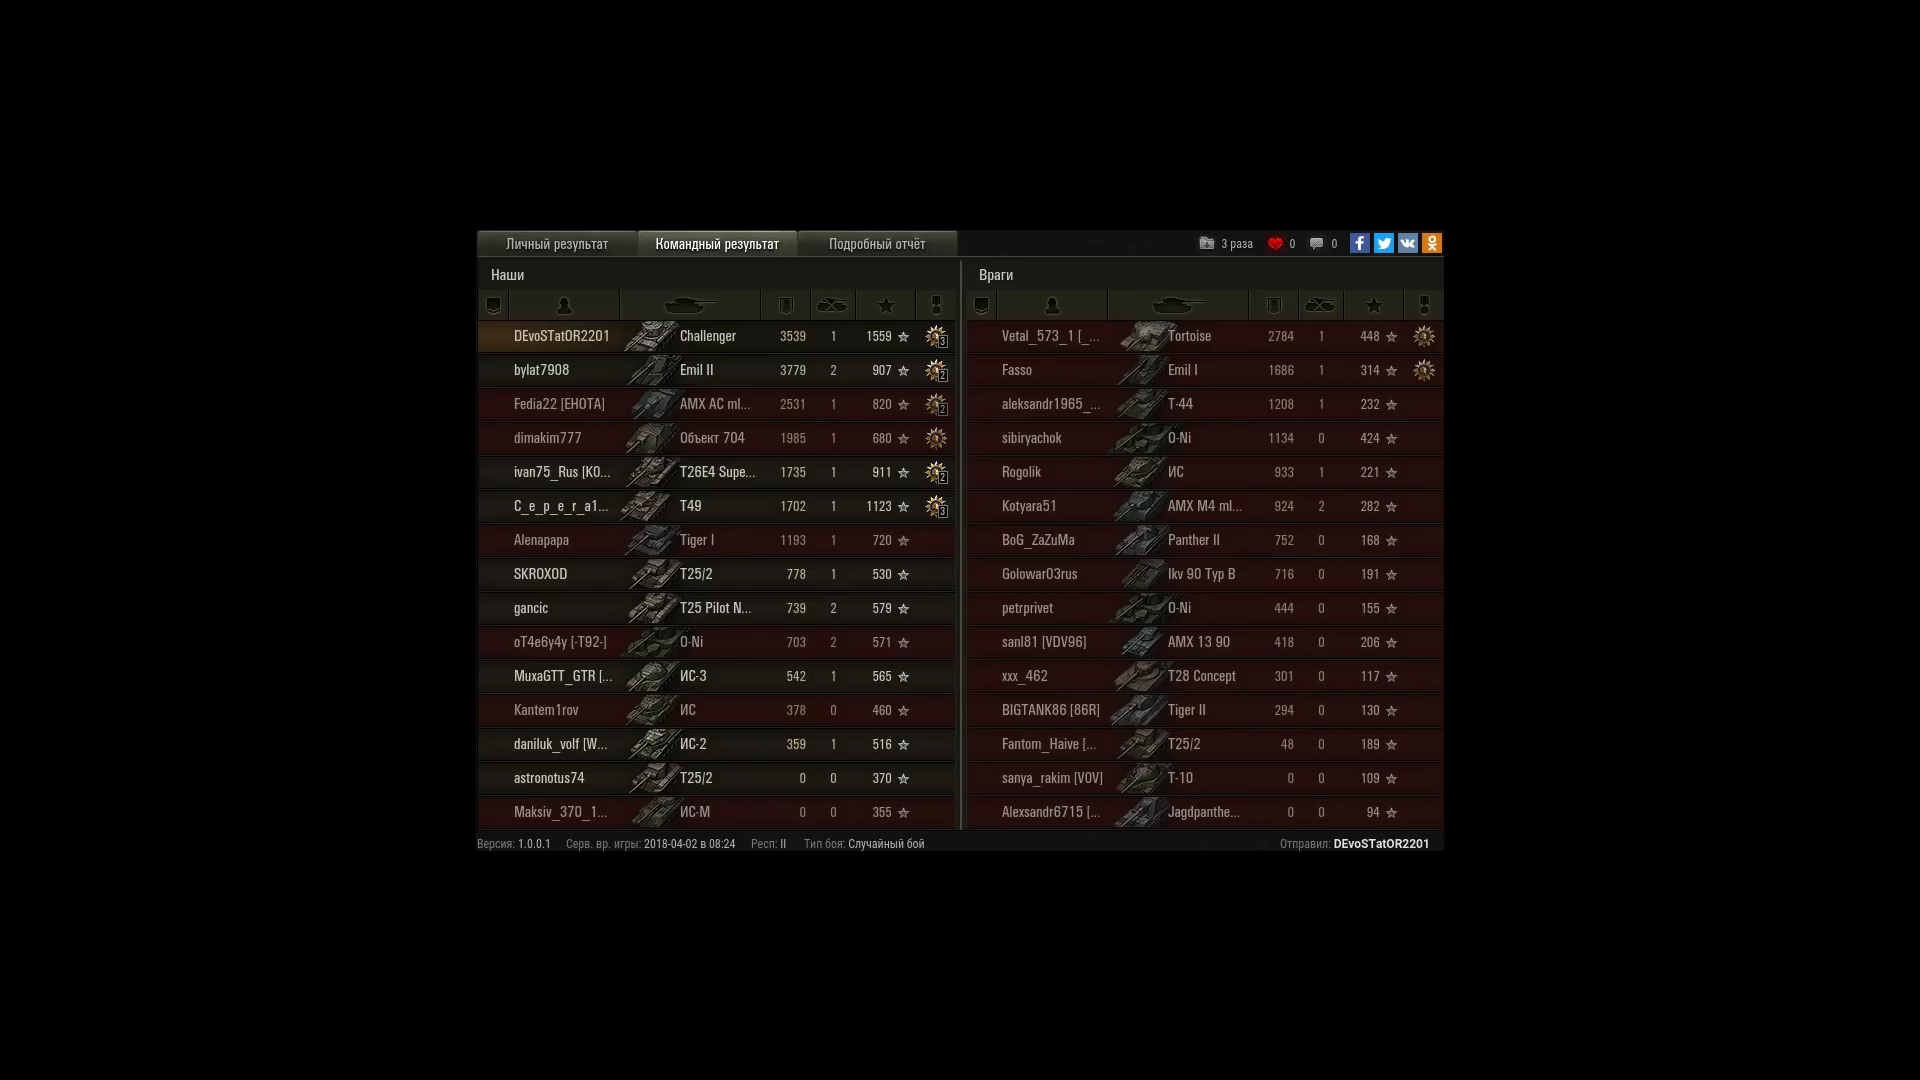 Личный результат Командный результат Подробный отчёт 3 раза 0 0
Наши Враги
DEvoSTatOR2201 Challenger 3539 1 1559 3 Vetal_573_1 [_... Tortoise 2784 1 448
bylat7908 Emil II 3779 2 907 2 Fasso Emil I 1686 1 314
Fedia22 [EHOTA] AMX AC ml... 2531 1 820 2 aleksandr1965_... T-44 1208 1 232
dimakim777 Объект 704 1985 1 680 sibiryachok O-Ni 1134 0 424
ivan75_Rus [KO... T26E4 Supe... 1735 1 911 2 Rogolik ИС 933 1 221
C_e_p_e_r_a1... T49 1702 1 1123 3 Kotyara51 AMX M4 ml... 924 2 282
Alenapapa Tiger I 1193 1 720 BoG_ZaZuMa Panther II 752 0 168
SKROXOD T25/2 778 1 530 Golowar03rus Ikv 90 Typ B 716 0 191
gancic T25 Pilot N... 739 2 579 petrprivet O-Ni 444 0 155
oT4e6y4y [-T92-] O-Ni 703 2 571 sanl81 [VDV96] AMX 13 90 418 0 206
MuxaGTT_GTR [... ИС-3 542 1 565 xxx_462 T28 Concept 301 0 117
Kantem1rov ИС 378 0 460 BIGTANK86 [86R] Tiger II 294 0 130
daniluk_volf [W... ИС-2 359 1 516 Fantom_Haive [... T25/2 48 0 189
astronotus74 T25/2 0 0 370 sanya_rakim [VOV] T-10 0 0 109
Maksiv_370_1... ИС-М 0 0 355 Alexsandr6715 [... Jagdpanthe... 0 0 94
Версия: 1.0.0.1 Серв. вр. игры: 2018-04-02 в 08:24 Респ: II Тип боя: Случайный бой Отправил: DEvoSTatOR2201